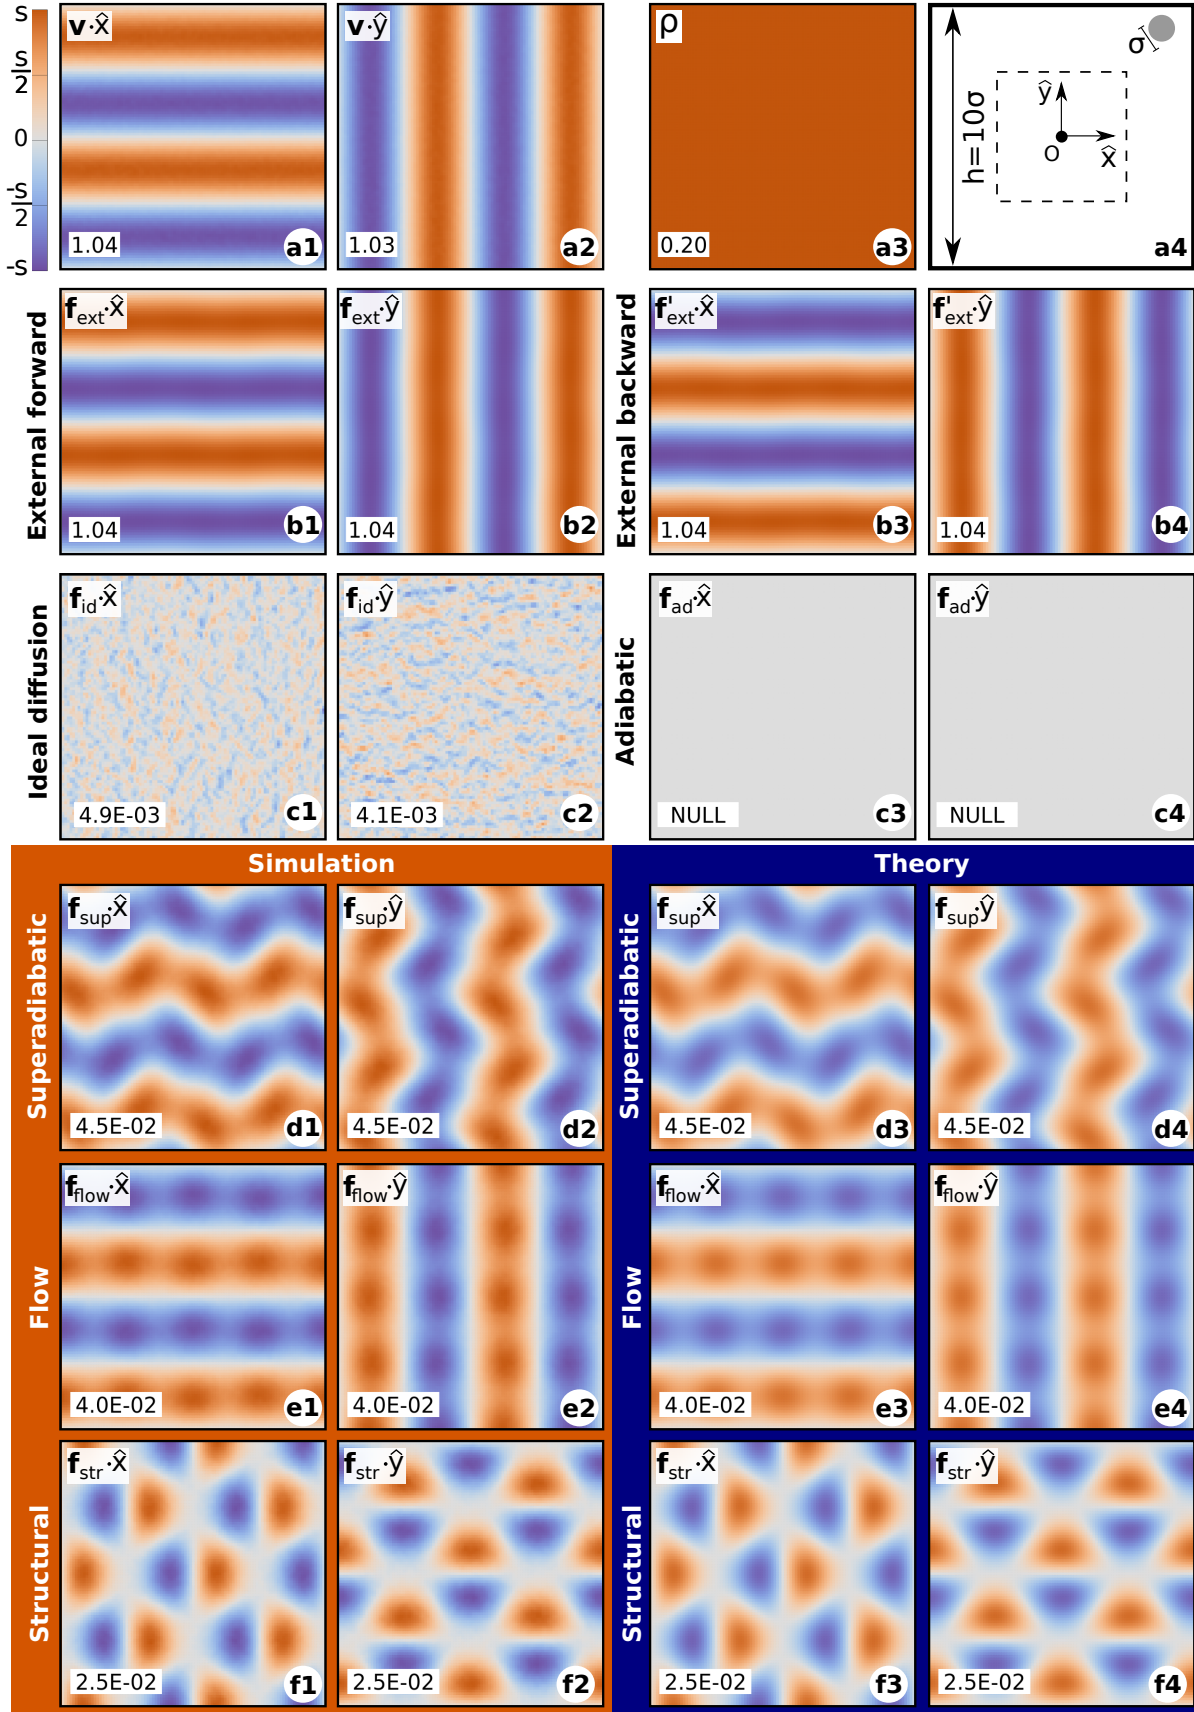 s
s
2
0
-s
2
-s
v·x̂
1.04
a1
v·ŷ
1.03
a2
ρ
0.20
a3
h=10σ
σ
ŷ
O
x̂
a4
External forward
f_ext·x̂
1.04
b1
f_ext·ŷ
1.04
b2
External backward
f'_ext·x̂
1.04
b3
f'_ext·ŷ
1.04
b4
Ideal diffusion
f_id·x̂
4.9E-03
c1
f_id·ŷ
4.1E-03
c2
Adiabatic
f_ad·x̂
NULL
c3
f_ad·ŷ
NULL
c4
Simulation
Theory
Superadiabatic
f_sup·x̂
4.5E-02
d1
f_sup·ŷ
4.5E-02
d2
Superadiabatic
f_sup·x̂
4.5E-02
d3
f_sup·ŷ
4.5E-02
d4
Flow
f_flow·x̂
4.0E-02
e1
f_flow·ŷ
4.0E-02
e2
Flow
f_flow·x̂
4.0E-02
e3
f_flow·ŷ
4.0E-02
e4
Structural
f_str·x̂
2.5E-02
f1
f_str·ŷ
2.5E-02
f2
Structural
f_str·x̂
2.5E-02
f3
f_str·ŷ
2.5E-02
f4